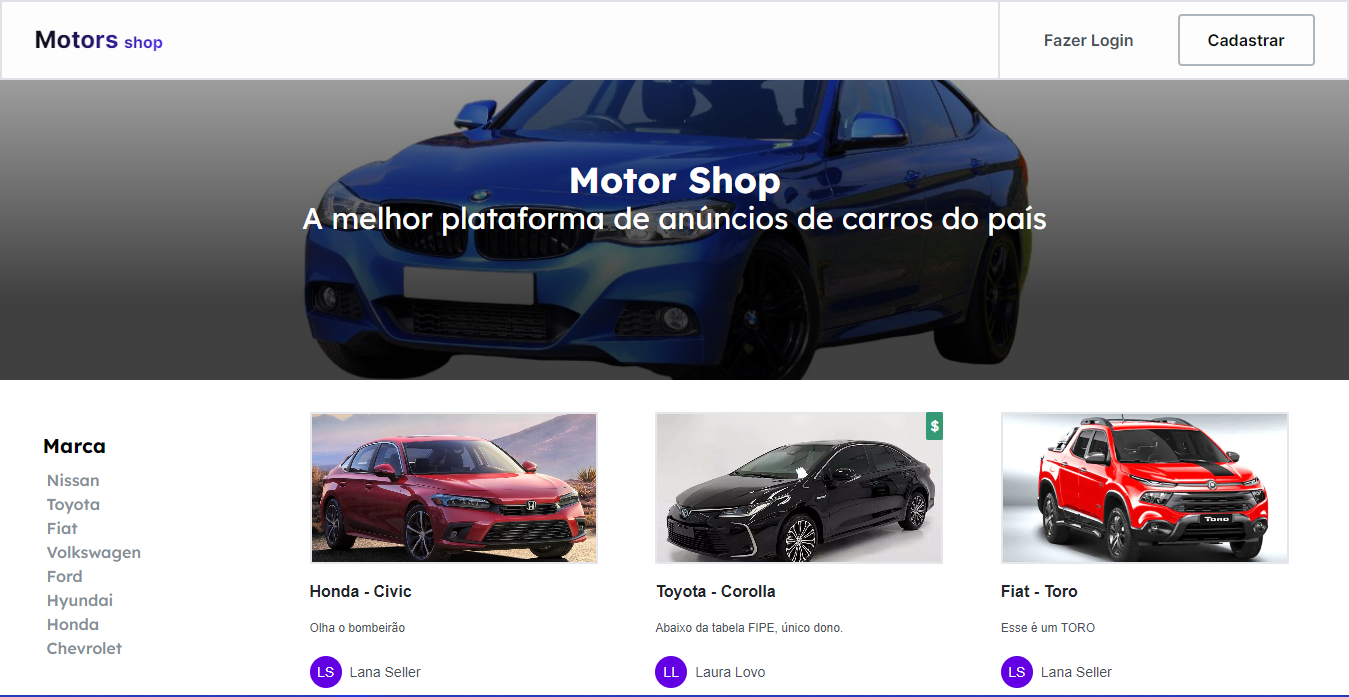 Motors shop
Fazer Login
Cadastrar
Motor Shop
A melhor plataforma de anúncios de carros do país
Marca
Nissan
Toyota
Fiat
Volkswagen
Ford
Hyundai
Honda
Chevrolet
$
TORO
Honda - Civic
Toyota - Corolla
Fiat - Toro
Olha o bombeirão
Abaixo da tabela FIPE, único dono.
Esse é um TORO
LS Lana Seller
LL Laura Lovo
LS Lana Seller